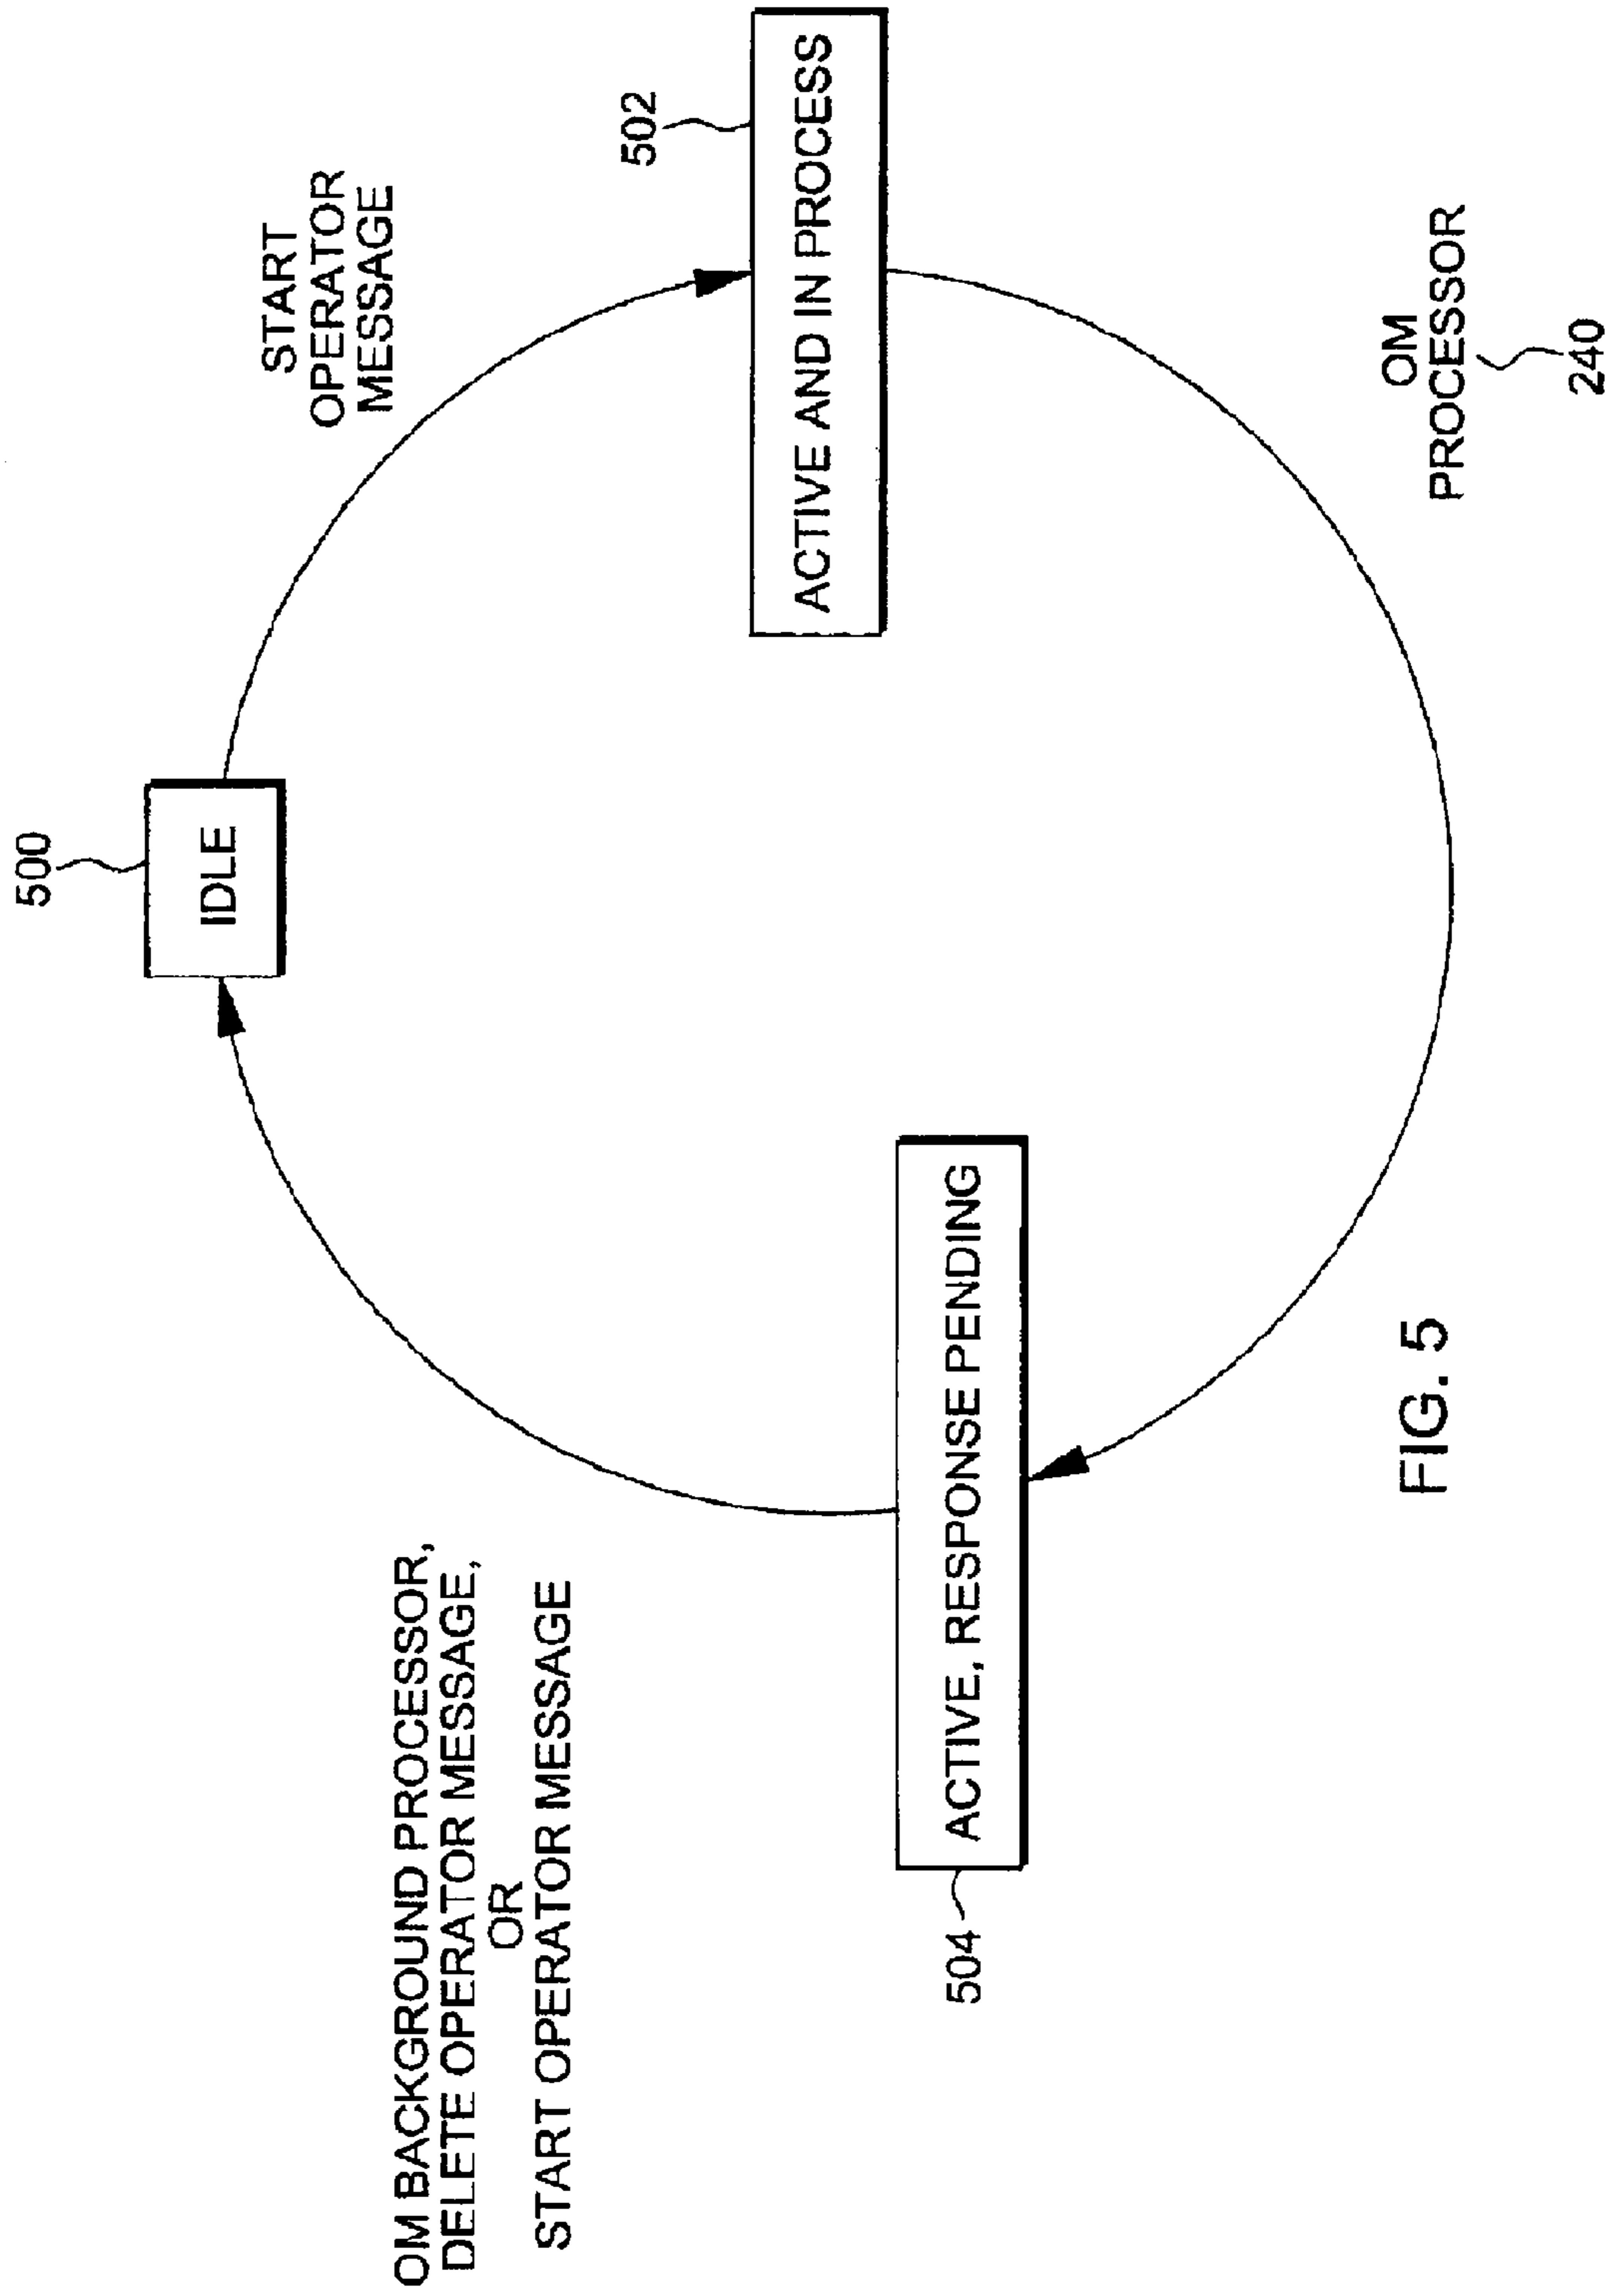 500
IDLE
START
OPERATOR
MESSAGE
502
ACTIVE AND IN PROCESS
OM BACKGROUND PROCESSOR,
DELETE OPERATOR MESSAGE,
OR
START OPERATOR MESSAGE
504
ACTIVE, RESPONSE PENDING
OM
PROCESSOR
240
FIG. 5